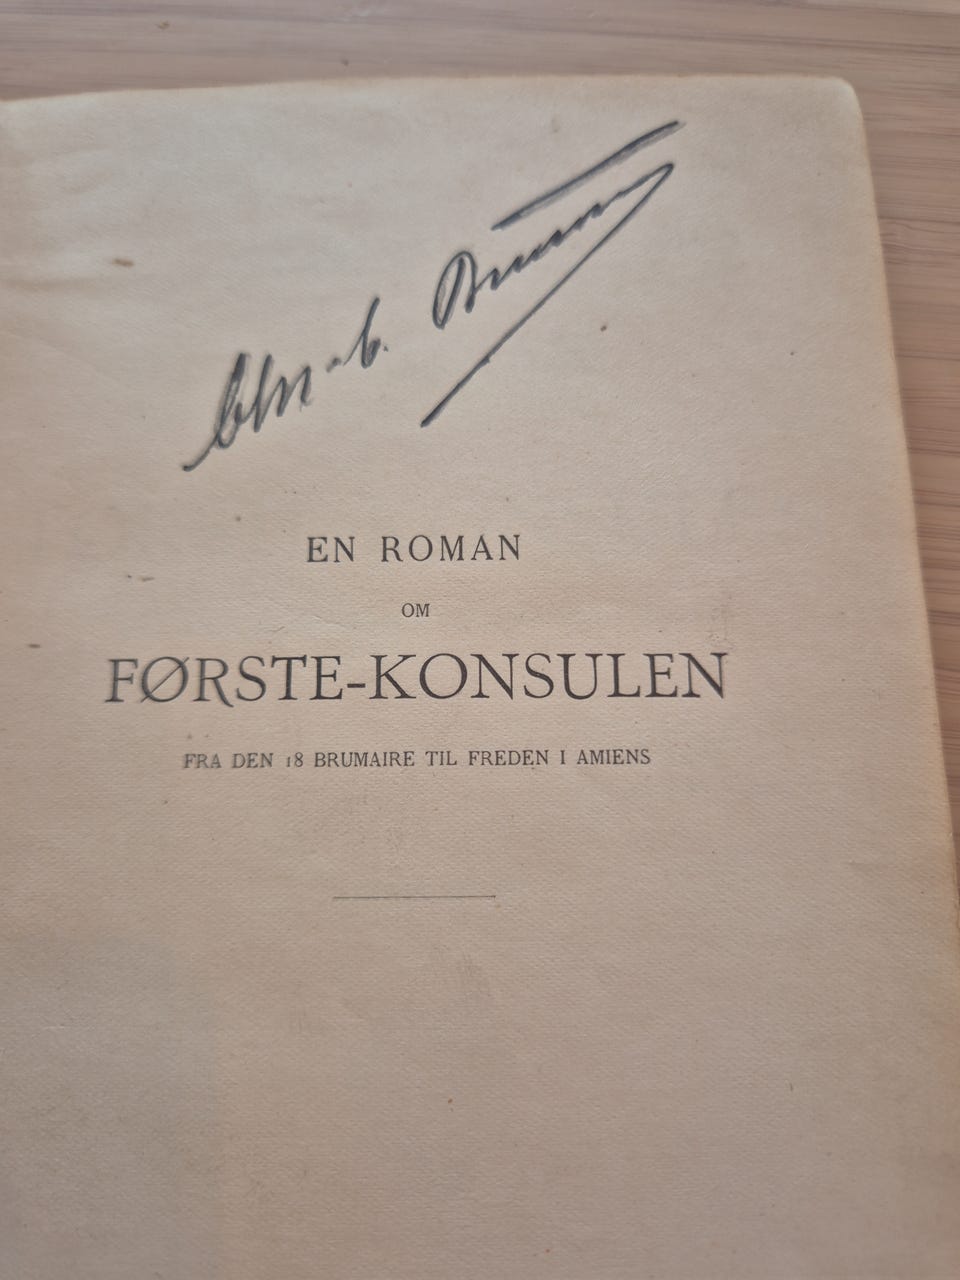 EN ROMAN
OM
FØRSTE-KONSULEN
FRA DEN 18 BRUMAIRE TIL FREDEN I AMIENS